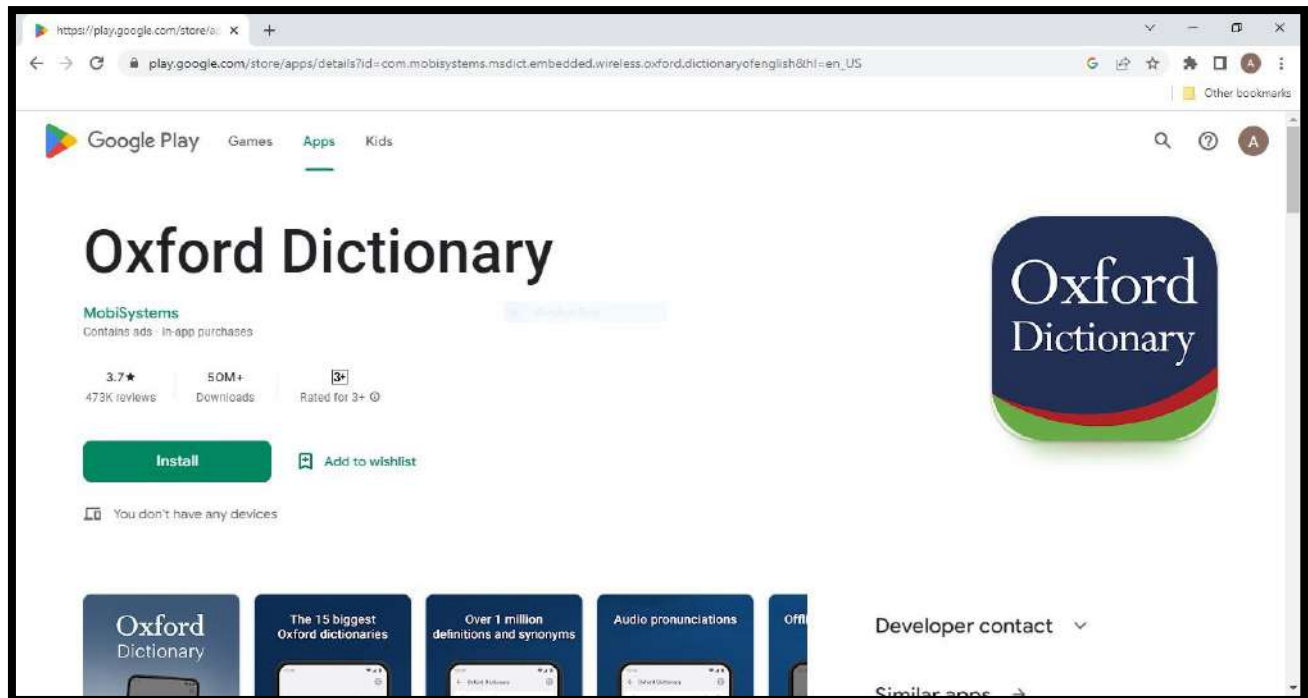 https://play.google.com/store/a
play.google.com/store/apps/details?id=com.mobisystems.msdict.embedded.wireless.oxford.dictionaryofenglish&hl=en_US
G
A
Other bookmarks
Google Play Games Apps Kids
A
Oxford Dictionary
MobiSystems
Contains ads · In-app purchases
3.7★ 50M+ 3+
473K reviews Downloads Rated for 3+
Install Add to wishlist
You don't have any devices
Oxford
Dictionary
Oxford
Dictionary
The 15 biggest
Oxford dictionaries
Over 1 million
definitions and synonyms
Audio pronunciations
Offl
Developer contact
Similar apps